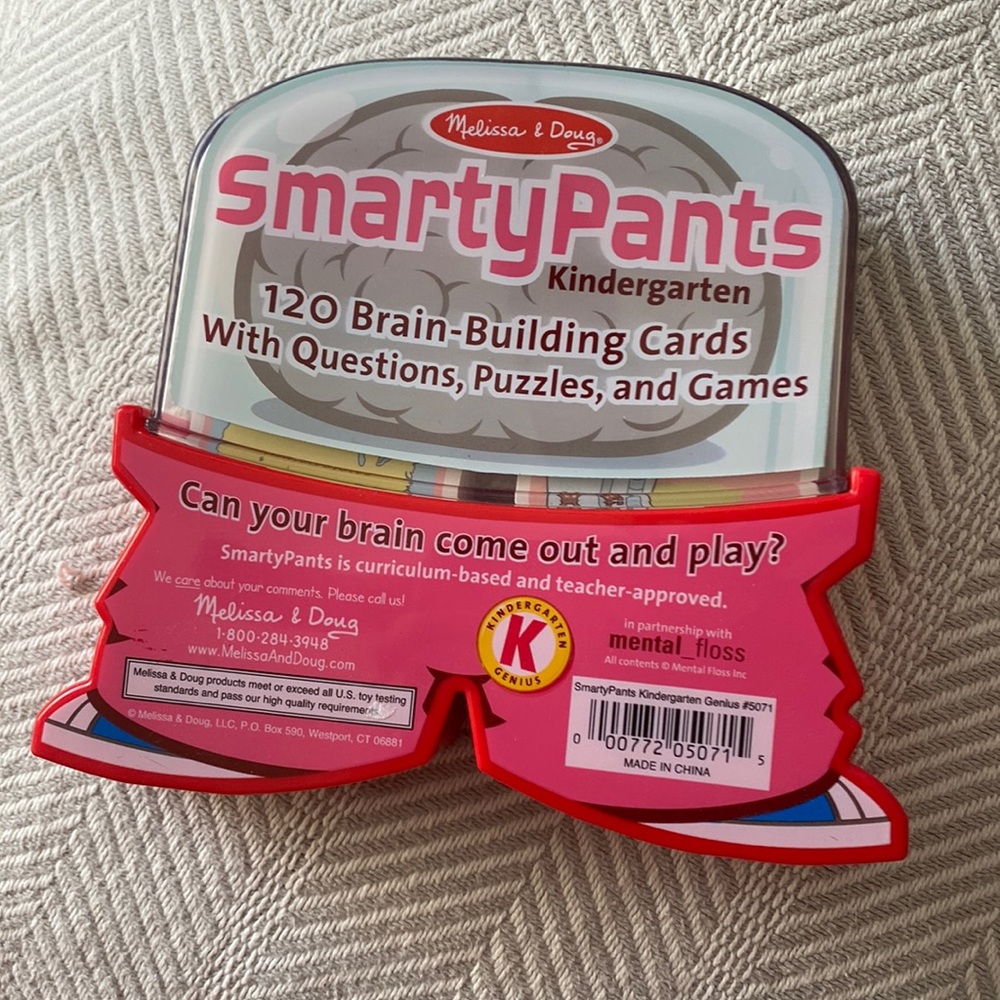 Melissa & Doug®
SmartyPants
Kindergarten
120 Brain-Building Cards
With Questions, Puzzles, and Games
Can your brain come out and play?
SmartyPants is curriculum-based and teacher-approved.
We care about your comments. Please call us!
Melissa & Doug
1·800·284·3948
www.MelissaAndDoug.com
Melissa & Doug products meet or exceed all U.S. toy testing
standards and pass our high quality requirements.
© Melissa & Doug, LLC, P.O. Box 590, Westport, CT 06881
KINDERGARTEN
K
GENIUS
in partnership with
mental_floss
All contents © Mental Floss Inc
SmartyPants Kindergarten Genius #5071
0 00772 05071 5
MADE IN CHINA